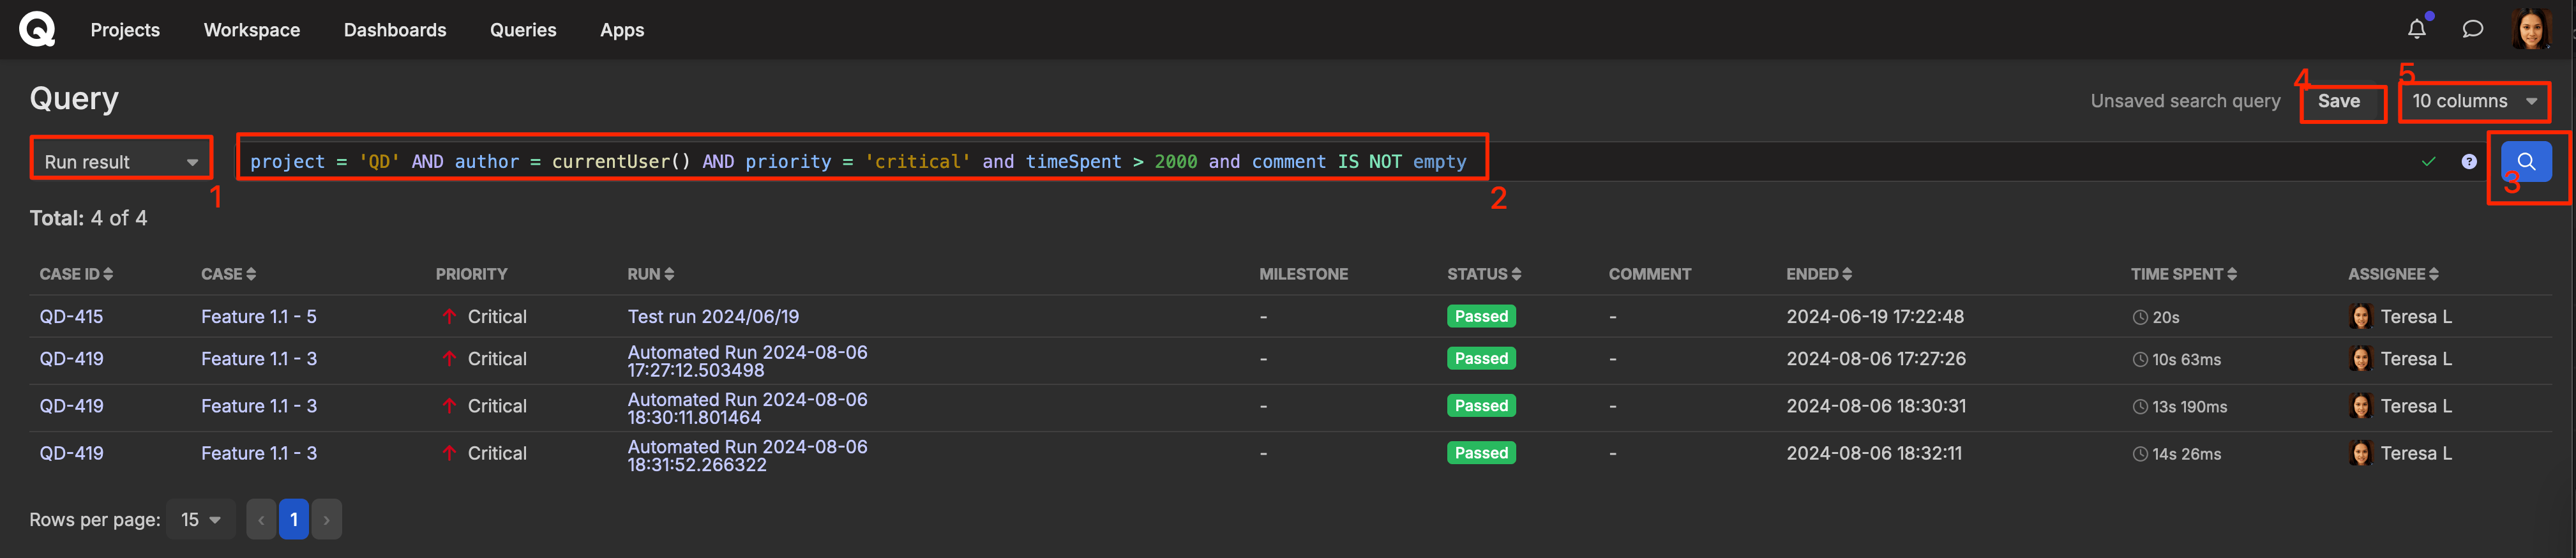 Projects Workspace Dashboards Queries Apps
Query
Unsaved search query
4
Save
5
10 columns
Run result
1
project = 'QD' AND author = currentUser() AND priority = 'critical' and timeSpent > 2000 and comment IS NOT empty
2
?
3
Total: 4 of 4
CASE ID CASE PRIORITY RUN MILESTONE STATUS COMMENT ENDED TIME SPENT ASSIGNEE
QD-415 Feature 1.1 - 5 Critical Test run 2024/06/19 - Passed - 2024-06-19 17:22:48 20s Teresa L
QD-419 Feature 1.1 - 3 Critical Automated Run 2024-08-06
17:27:12.503498 - Passed - 2024-08-06 17:27:26 10s 63ms Teresa L
QD-419 Feature 1.1 - 3 Critical Automated Run 2024-08-06
18:30:11.801464 - Passed - 2024-08-06 18:30:31 13s 190ms Teresa L
QD-419 Feature 1.1 - 3 Critical Automated Run 2024-08-06
18:31:52.266322 - Passed - 2024-08-06 18:32:11 14s 26ms Teresa L
Rows per page: 15 ‹ 1 ›